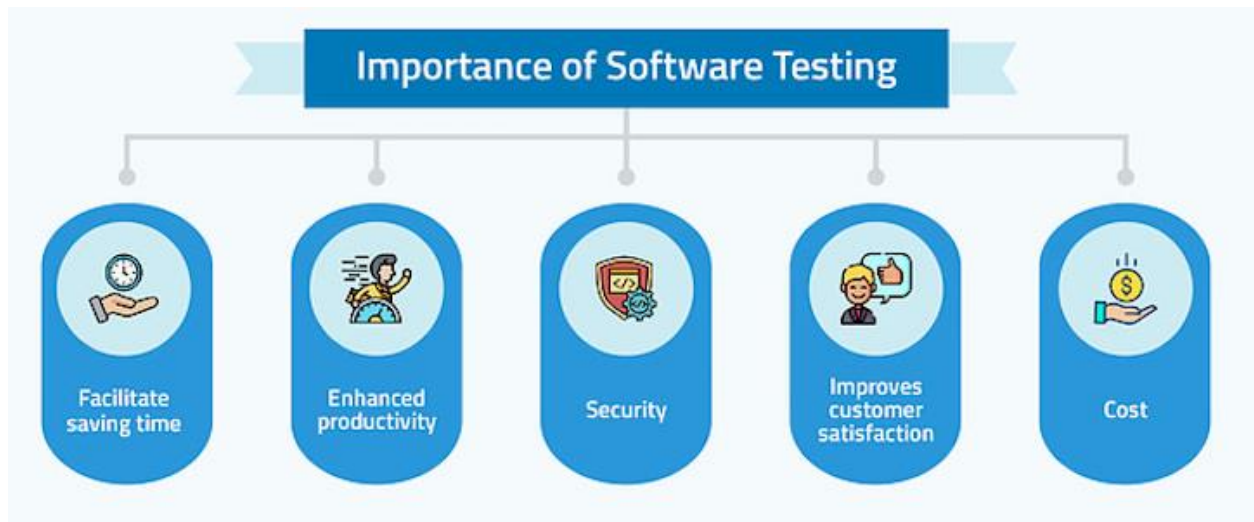 Importance of Software Testing
Facilitate
saving time
Enhanced
productivity
Security
Improves
customer
satisfaction
Cost